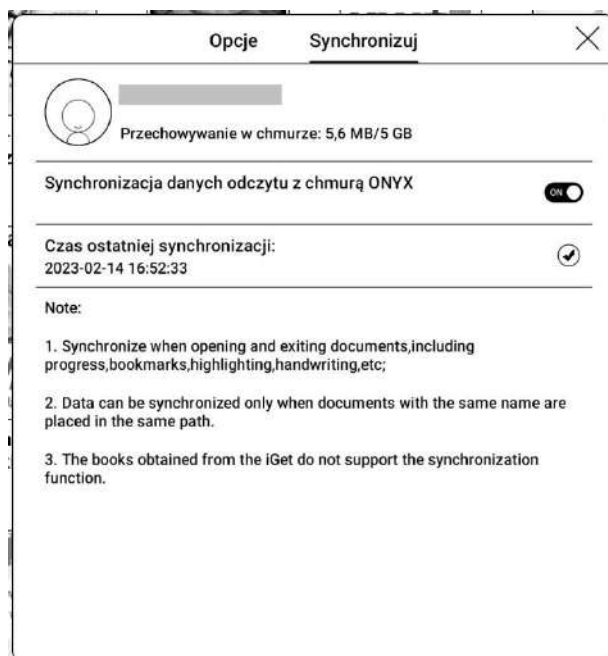 Opcje Synchronizuj
Przechowywanie w chmurze: 5,6 MB/5 GB
Synchronizacja danych odczytu z chmurą ONYX
ON
Czas ostatniej synchronizacji:
2023-02-14 16:52:33
Note:
1. Synchronize when opening and exiting documents,including
progress,bookmarks,highlighting,handwriting,etc;
2. Data can be synchronized only when documents with the same name are
placed in the same path.
3. The books obtained from the iGet do not support the synchronization
function.